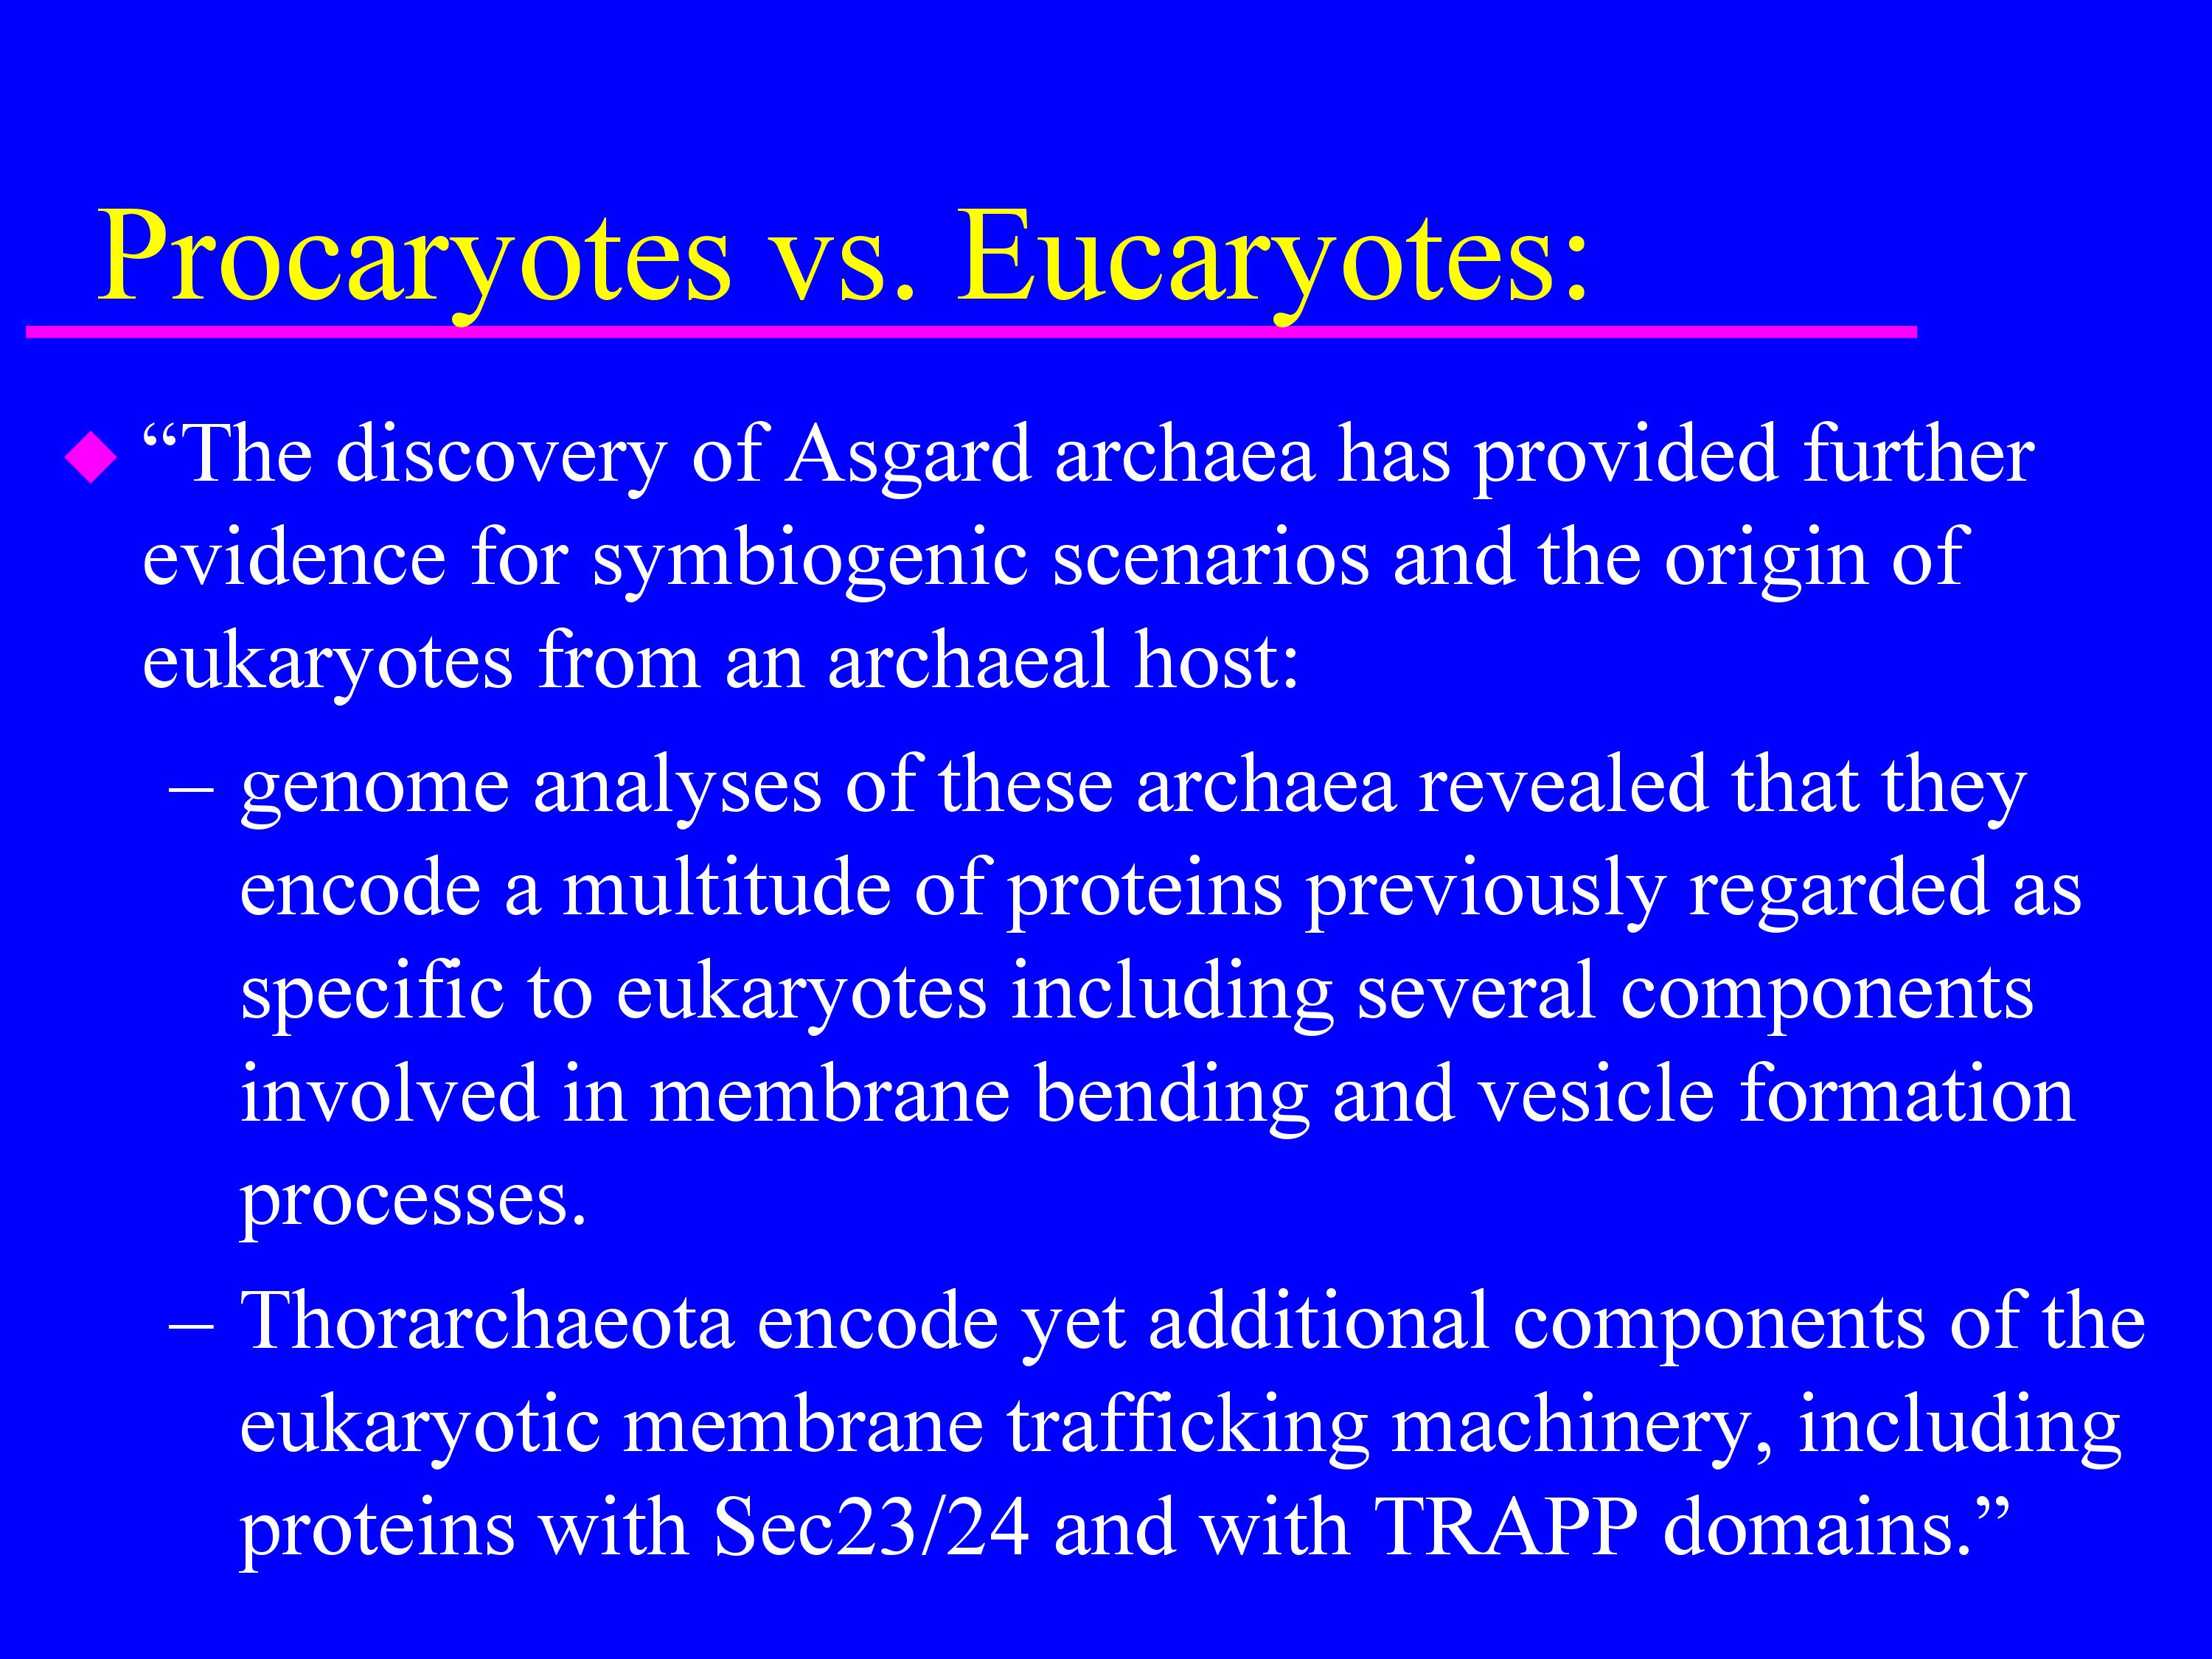 Procaryotes vs. Eucaryotes:
“The discovery of Asgard archaea has provided further
evidence for symbiogenic scenarios and the origin of
eukaryotes from an archaeal host:
– genome analyses of these archaea revealed that they
encode a multitude of proteins previously regarded as
specific to eukaryotes including several components
involved in membrane bending and vesicle formation
processes.
– Thorarchaeota encode yet additional components of the
eukaryotic membrane trafficking machinery, including
proteins with Sec23/24 and with TRAPP domains.”